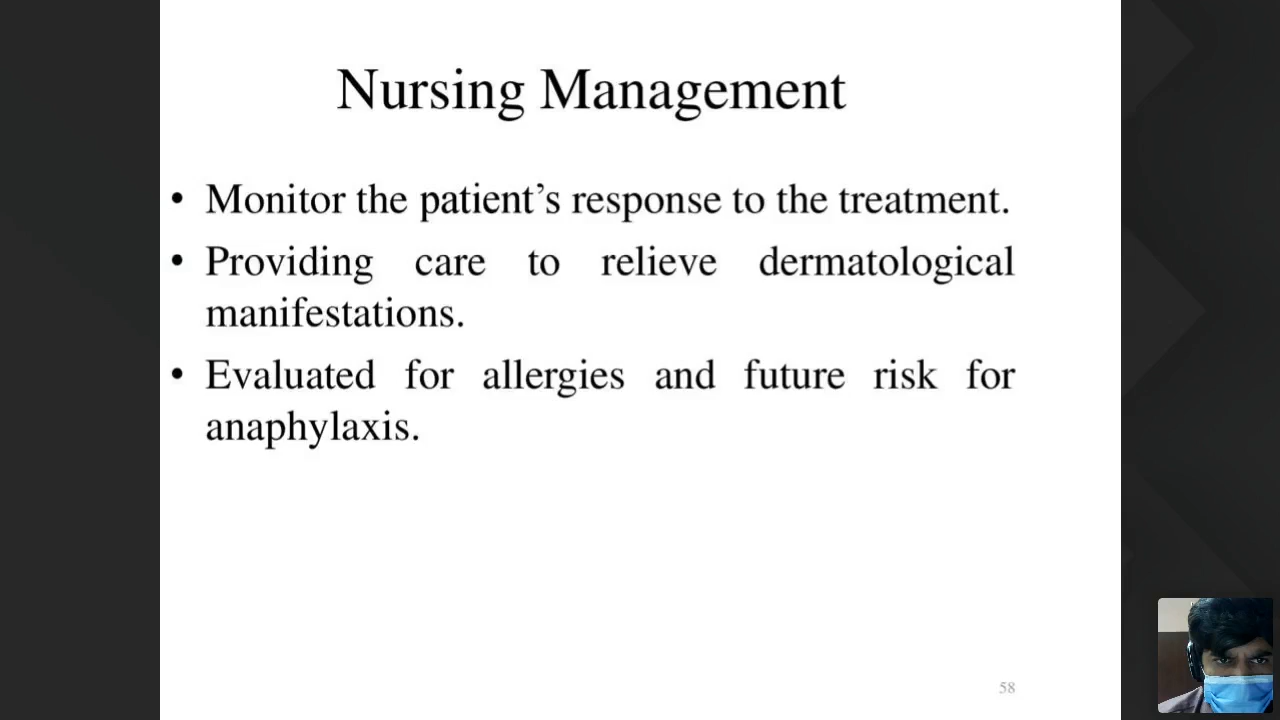 Nursing Management
• Monitor the patient’s response to the treatment.
• Providing care to relieve dermatological
manifestations.
• Evaluated for allergies and future risk for
anaphylaxis.
58